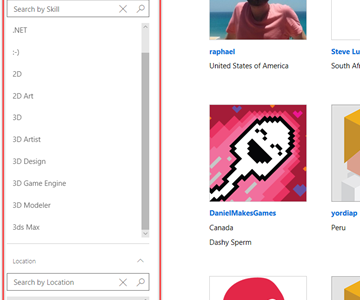 Search by Skill
.NET
:-)
2D
2D Art
3D
3D Artist
3D Design
3D Game Engine
3D Modeler
3ds Max
Location
Search by Location
raphael
United States of America
Steve Lu
South Afr
DanielMakesGames
Canada
Dashy Sperm
yordiap
Peru